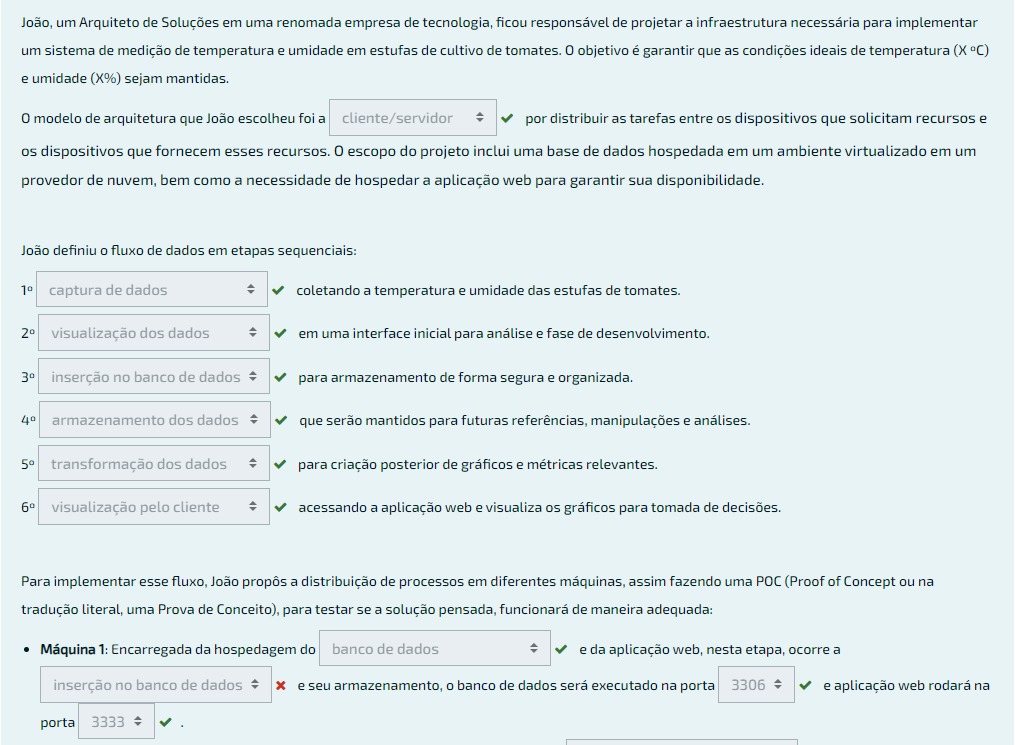 João, um Arquiteto de Soluções em uma renomada empresa de tecnologia, ficou responsável de projetar a infraestrutura necessária para implementar
um sistema de medição de temperatura e umidade em estufas de cultivo de tomates. O objetivo é garantir que as condições ideais de temperatura (X ºC)
e umidade (X%) sejam mantidas.
O modelo de arquitetura que João escolheu foi a cliente/servidor por distribuir as tarefas entre os dispositivos que solicitam recursos e
os dispositivos que fornecem esses recursos. O escopo do projeto inclui uma base de dados hospedada em um ambiente virtualizado em um
provedor de nuvem, bem como a necessidade de hospedar a aplicação web para garantir sua disponibilidade.
João definiu o fluxo de dados em etapas sequenciais:
1º captura de dados coletando a temperatura e umidade das estufas de tomates.
2º visualização dos dados em uma interface inicial para análise e fase de desenvolvimento.
3º inserção no banco de dados para armazenamento de forma segura e organizada.
4º armazenamento dos dados que serão mantidos para futuras referências, manipulações e análises.
5º transformação dos dados para criação posterior de gráficos e métricas relevantes.
6º visualização pelo cliente acessando a aplicação web e visualiza os gráficos para tomada de decisões.
Para implementar esse fluxo, João propôs a distribuição de processos em diferentes máquinas, assim fazendo uma POC (Proof of Concept ou na
tradução literal, uma Prova de Conceito), para testar se a solução pensada, funcionará de maneira adequada:
• Máquina 1: Encarregada da hospedagem do banco de dados e da aplicação web, nesta etapa, ocorre a
inserção no banco de dados e seu armazenamento, o banco de dados será executado na porta 3306 e aplicação web rodará na
porta 3333 .